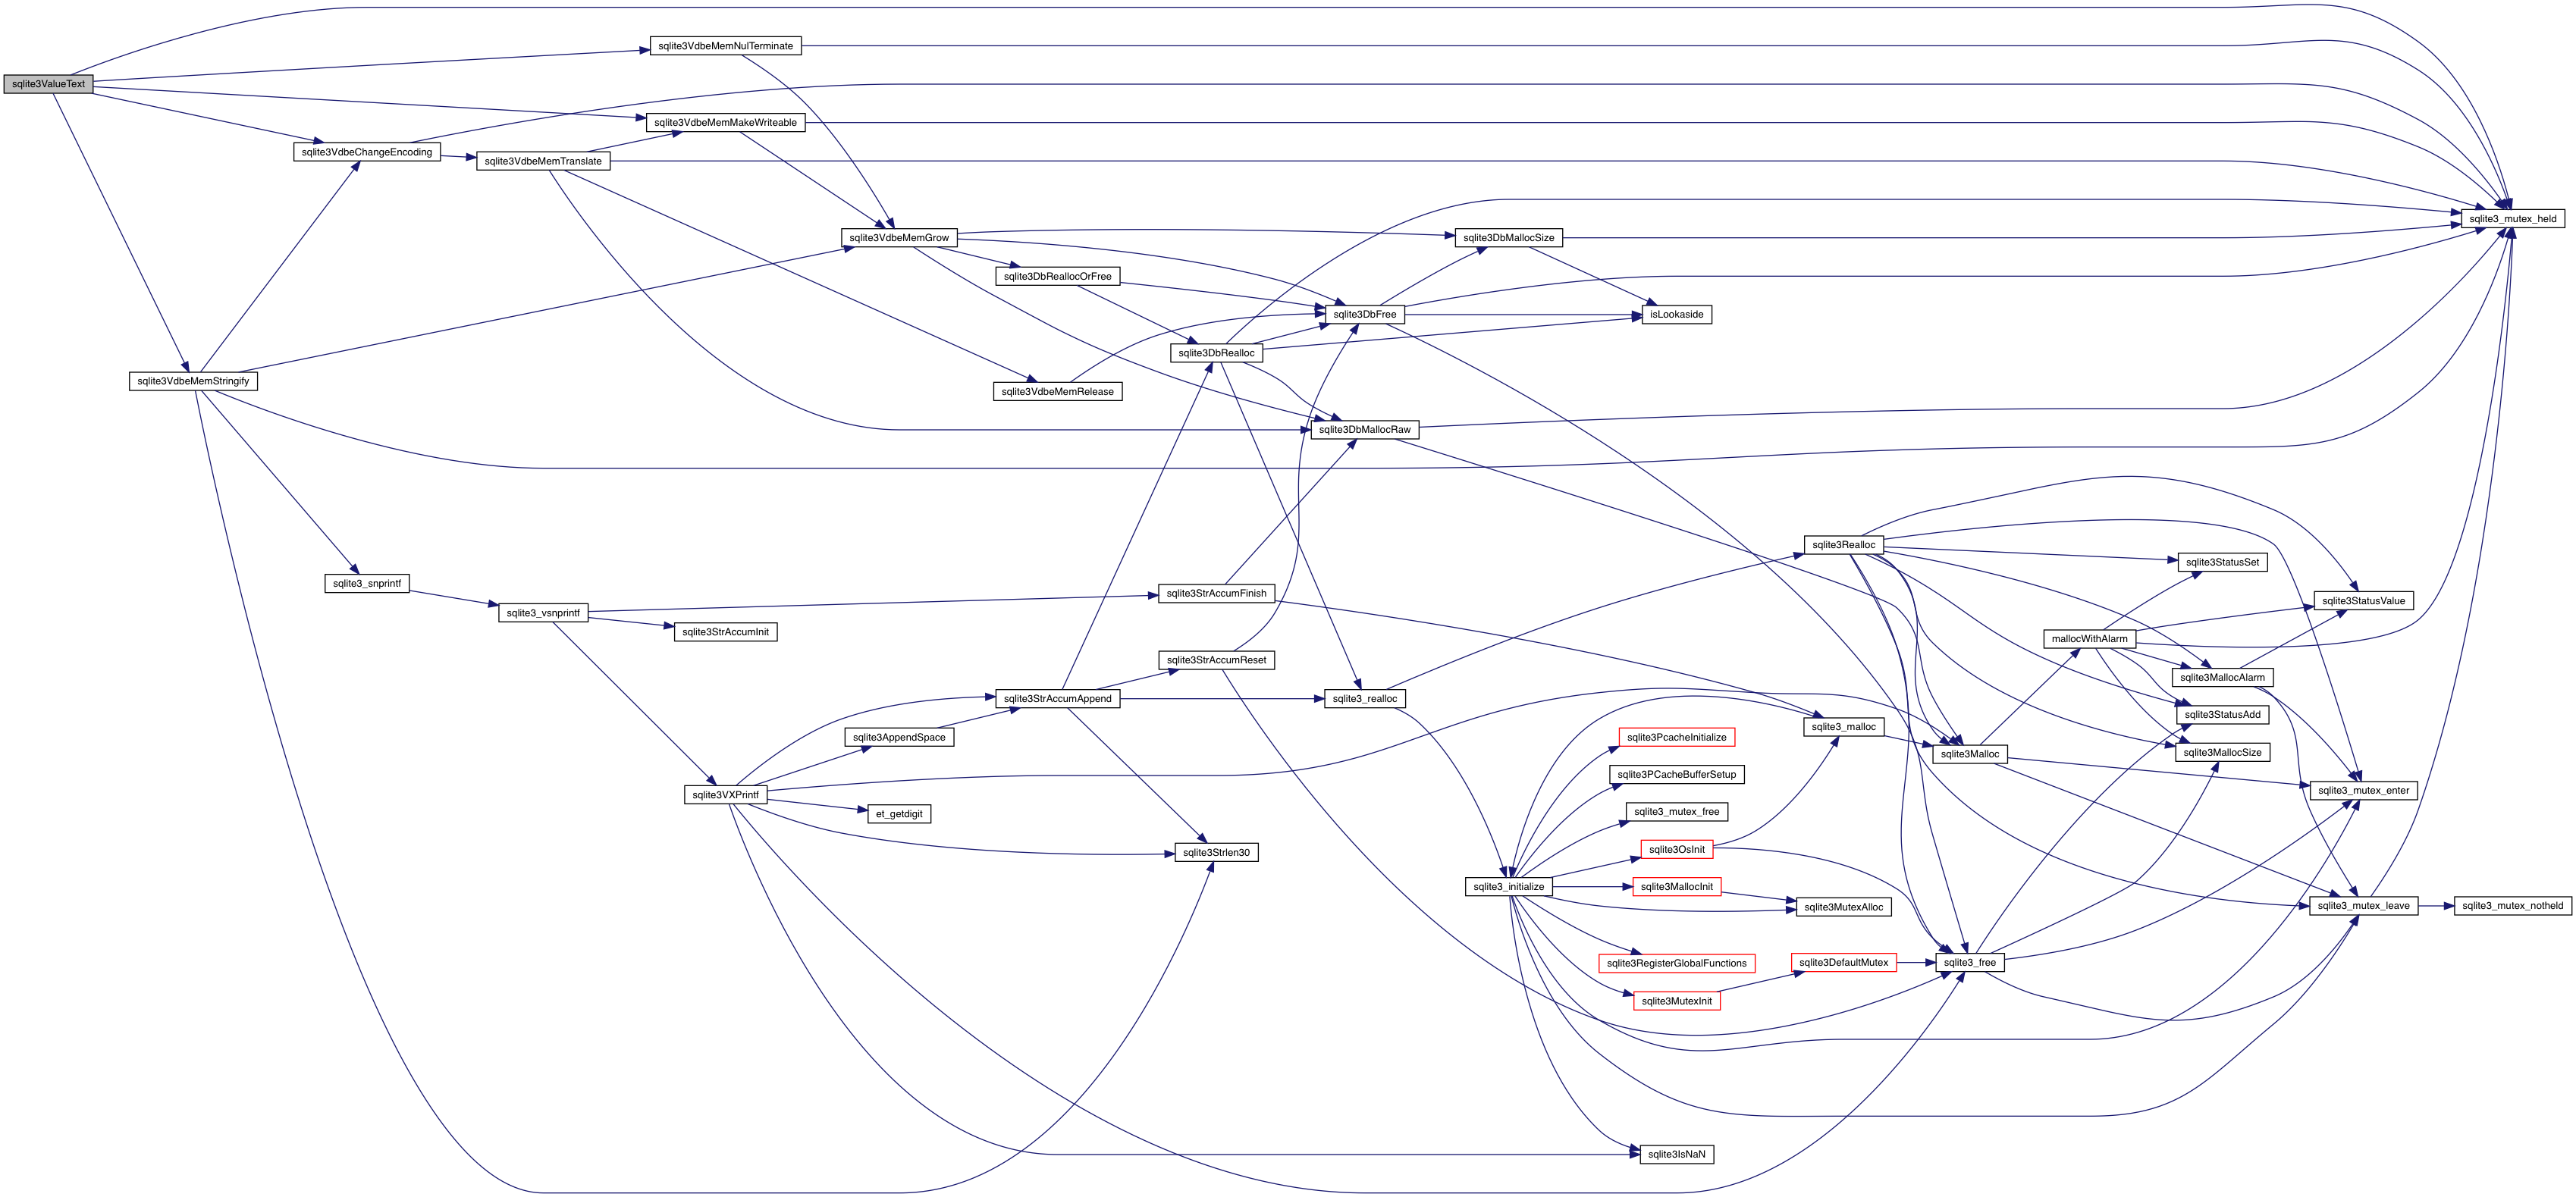 sqlite3ValueText
sqlite3VdbeMemNulTerminate
sqlite3VdbeMemMakeWriteable
sqlite3VdbeChangeEncoding
sqlite3VdbeMemTranslate
sqlite3_mutex_held
sqlite3VdbeMemGrow
sqlite3DbMallocSize
sqlite3DbReallocOrFree
sqlite3DbFree
isLookaside
sqlite3DbRealloc
sqlite3VdbeMemStringify
sqlite3VdbeMemRelease
sqlite3DbMallocRaw
sqlite3Realloc
sqlite3StatusSet
sqlite3_snprintf
sqlite3StrAccumFinish
sqlite3StatusValue
sqlite3_vsnprintf
sqlite3StrAccumInit
mallocWithAlarm
sqlite3StrAccumReset
sqlite3MallocAlarm
sqlite3StrAccumAppend
sqlite3_realloc
sqlite3StatusAdd
sqlite3_malloc
sqlite3AppendSpace
sqlite3PcacheInitialize
sqlite3Malloc
sqlite3MallocSize
sqlite3PCacheBufferSetup
sqlite3VXPrintf
sqlite3_mutex_enter
et_getdigit
sqlite3_mutex_free
sqlite3OsInit
sqlite3Strlen30
sqlite3_initialize
sqlite3MallocInit
sqlite3MutexAlloc
sqlite3_mutex_leave
sqlite3_mutex_notheld
sqlite3RegisterGlobalFunctions
sqlite3DefaultMutex
sqlite3_free
sqlite3MutexInit
sqlite3IsNaN